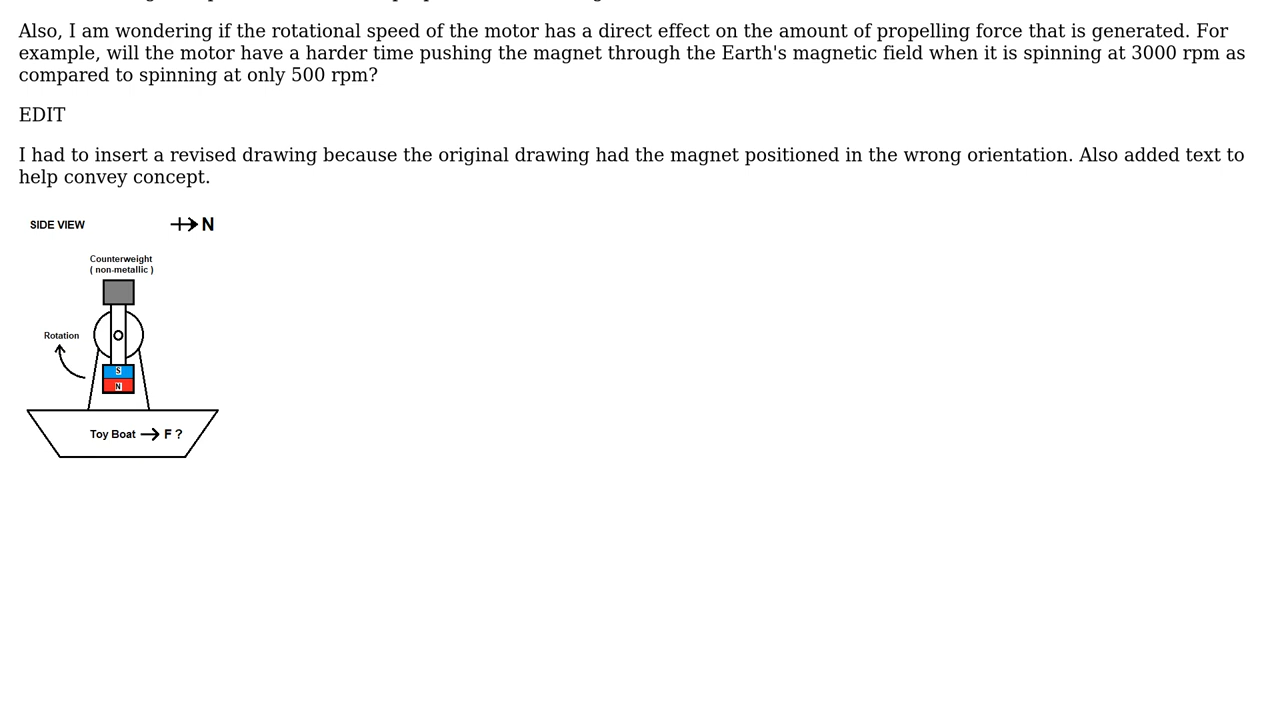 Also, I am wondering if the rotational speed of the motor has a direct effect on the amount of propelling force that is generated. For
example, will the motor have a harder time pushing the magnet through the Earth's magnetic field when it is spinning at 3000 rpm as
compared to spinning at only 500 rpm?
EDIT
I had to insert a revised drawing because the original drawing had the magnet positioned in the wrong orientation. Also added text to
help convey concept.
SIDE VIEW
N
Counterweight
( non-metallic )
Rotation
S
N
Toy Boat → F ?